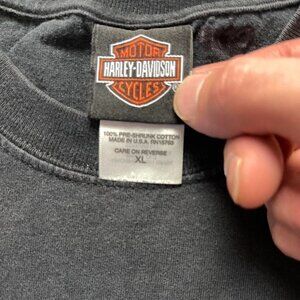 MOTOR
HARLEY-DAVIDSON
CYCLES
®
100% PRE-SHRUNK COTTON
MADE IN U.S.A. RN15763
CARE ON REVERSE
XL